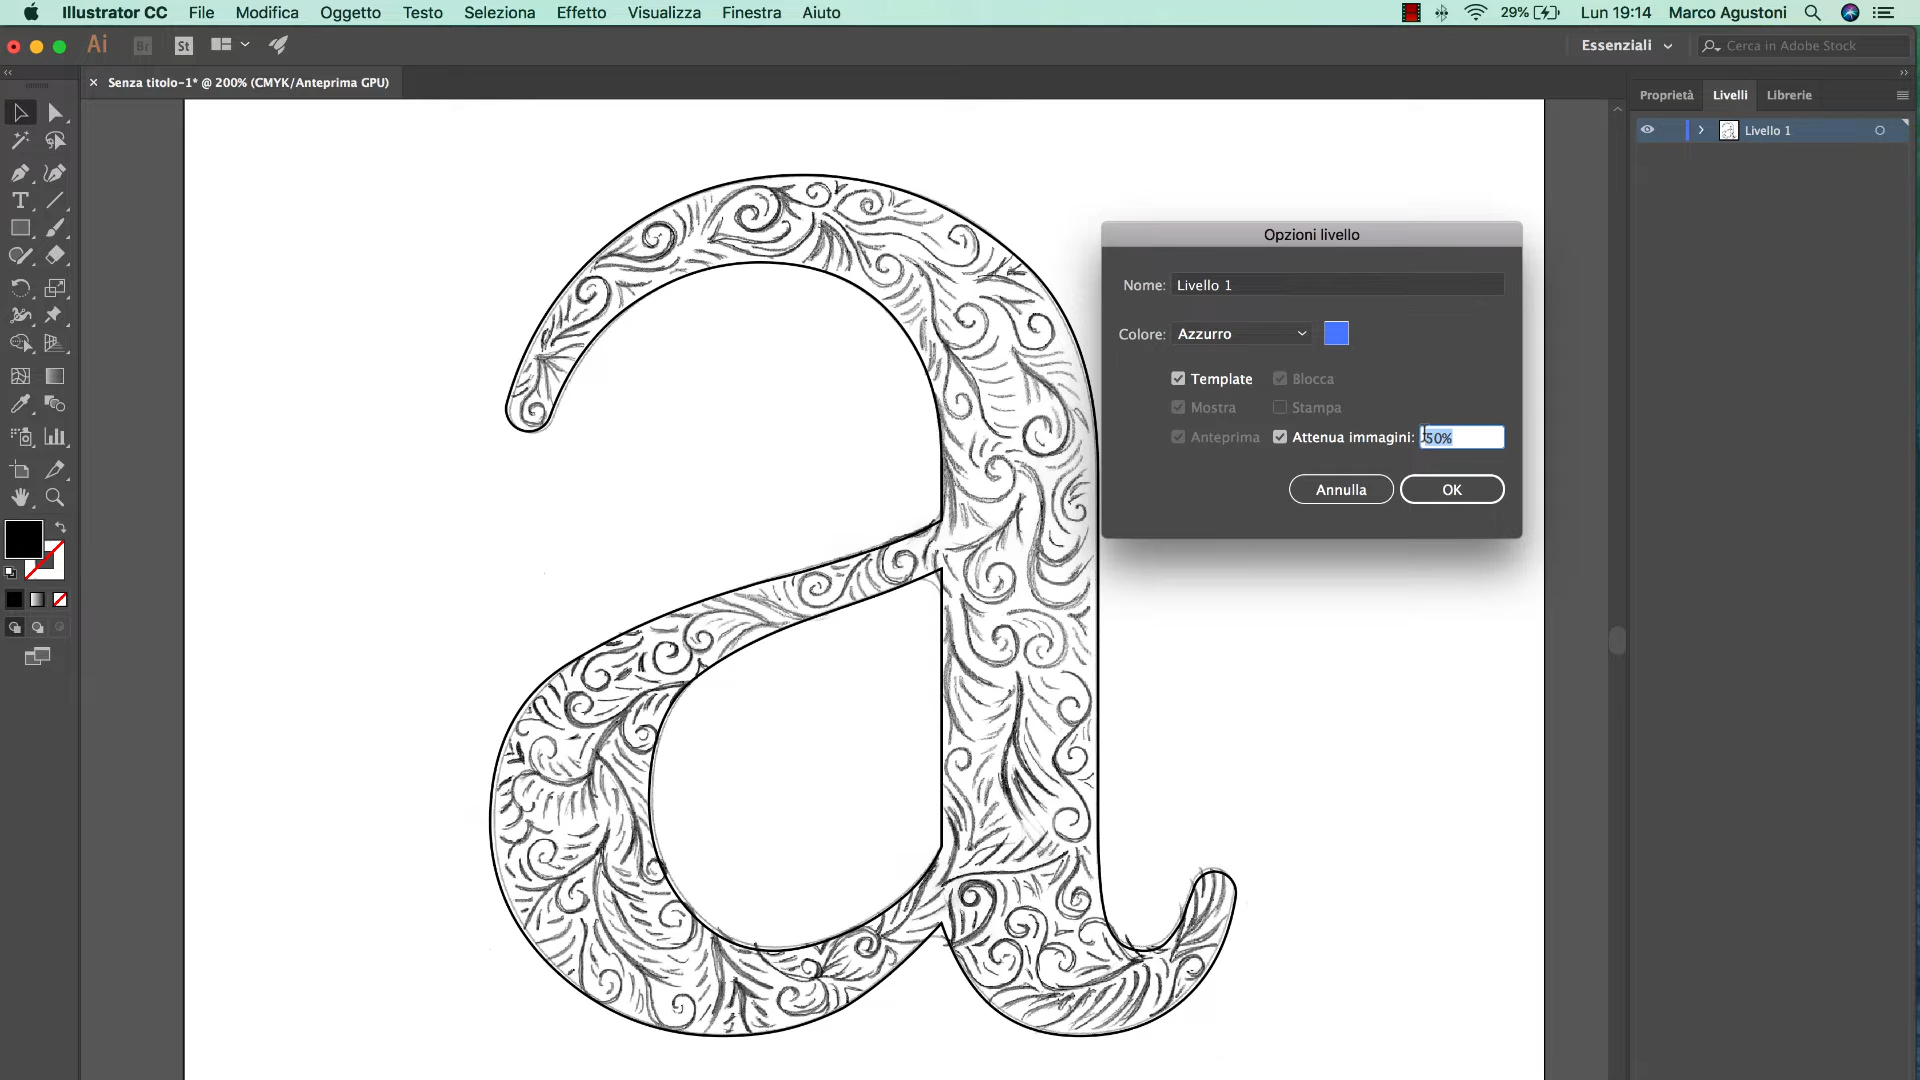 Illustrator CC File Modifica Oggetto Testo Seleziona Effetto Visualizza Finestra Aiuto 29% Lun 19:14 Marco Agustoni
Ai Br St Essenziali Cerca in Adobe Stock
Senza titolo-1* @ 200% (CMYK/Anteprima GPU)
Proprietà Livelli Librerie
Livello 1
Opzioni livello
Nome: Livello 1
Colore: Azzurro
Template Blocca
Mostra Stampa
Anteprima Attenua immagini: 50%
Annulla OK
a